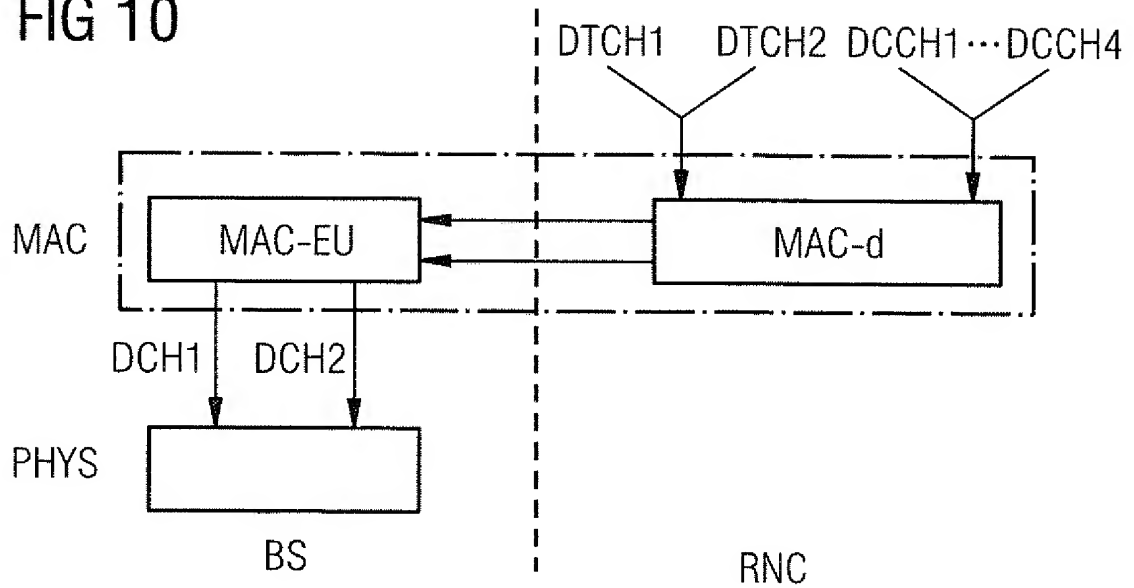 FIG 10
DTCH1 DTCH2 DCCH1···DCCH4
MAC MAC-EU MAC-d
DCH1 DCH2
PHYS
BS RNC